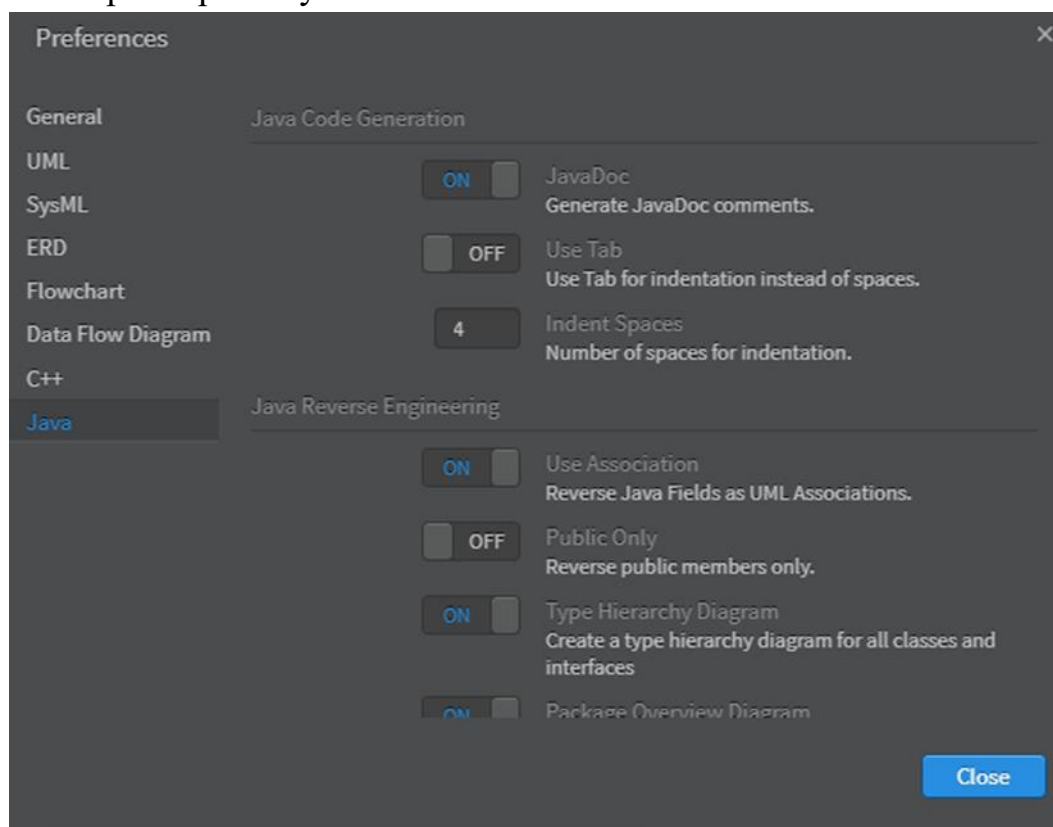 Preferences
×
General
UML
SysML
ERD
Flowchart
Data Flow Diagram
C++
Java
Java Code Generation
ON
JavaDoc
Generate JavaDoc comments.
OFF
Use Tab
Use Tab for indentation instead of spaces.
4
Indent Spaces
Number of spaces for indentation.
Java Reverse Engineering
ON
Use Association
Reverse Java Fields as UML Associations.
OFF
Public Only
Reverse public members only.
ON
Type Hierarchy Diagram
Create a type hierarchy diagram for all classes and
interfaces
ON
Package Overview Diagram
Close